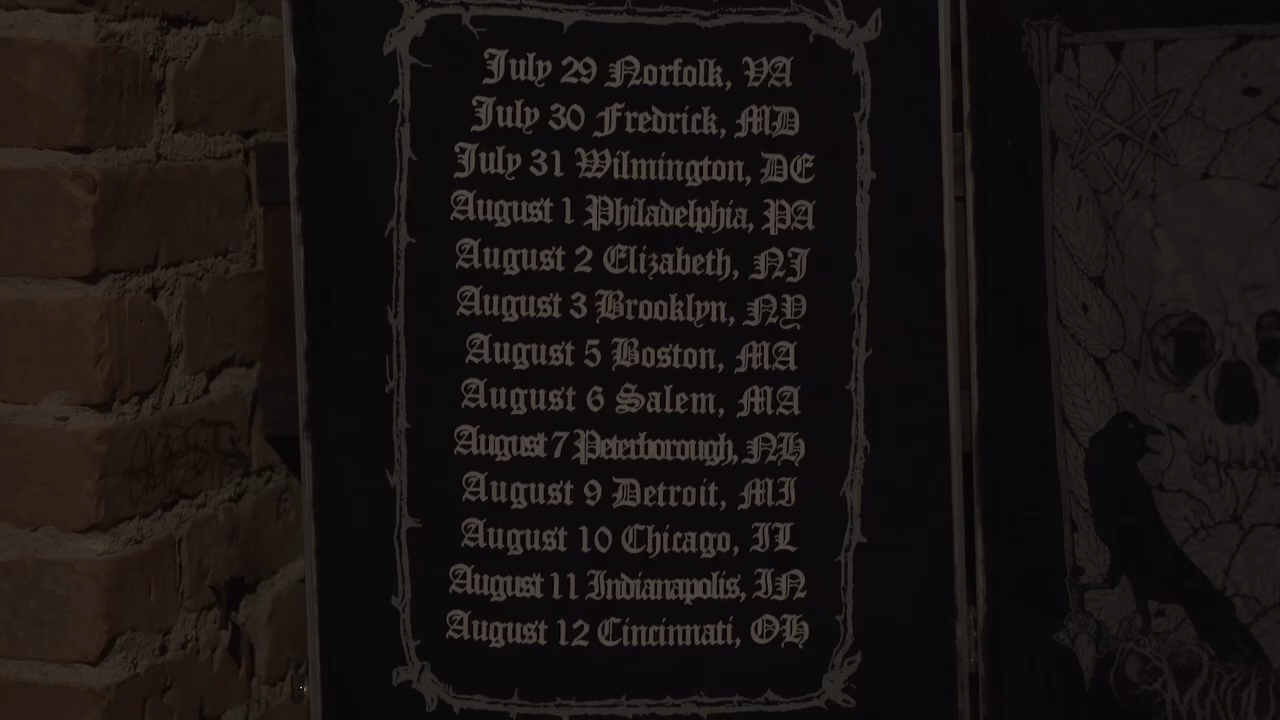 July 29 Norfolk, VA
July 30 Fredrick, MD
July 31 Wilmington, DE
August 1 Philadelphia, PA
August 2 Elizabeth, NJ
August 3 Brooklyn, NY
August 5 Boston, MA
August 6 Salem, MA
August 7 Peterborough, NH
August 9 Detroit, MI
August 10 Chicago, IL
August 11 Indianapolis, IN
August 12 Cincinnati, OH